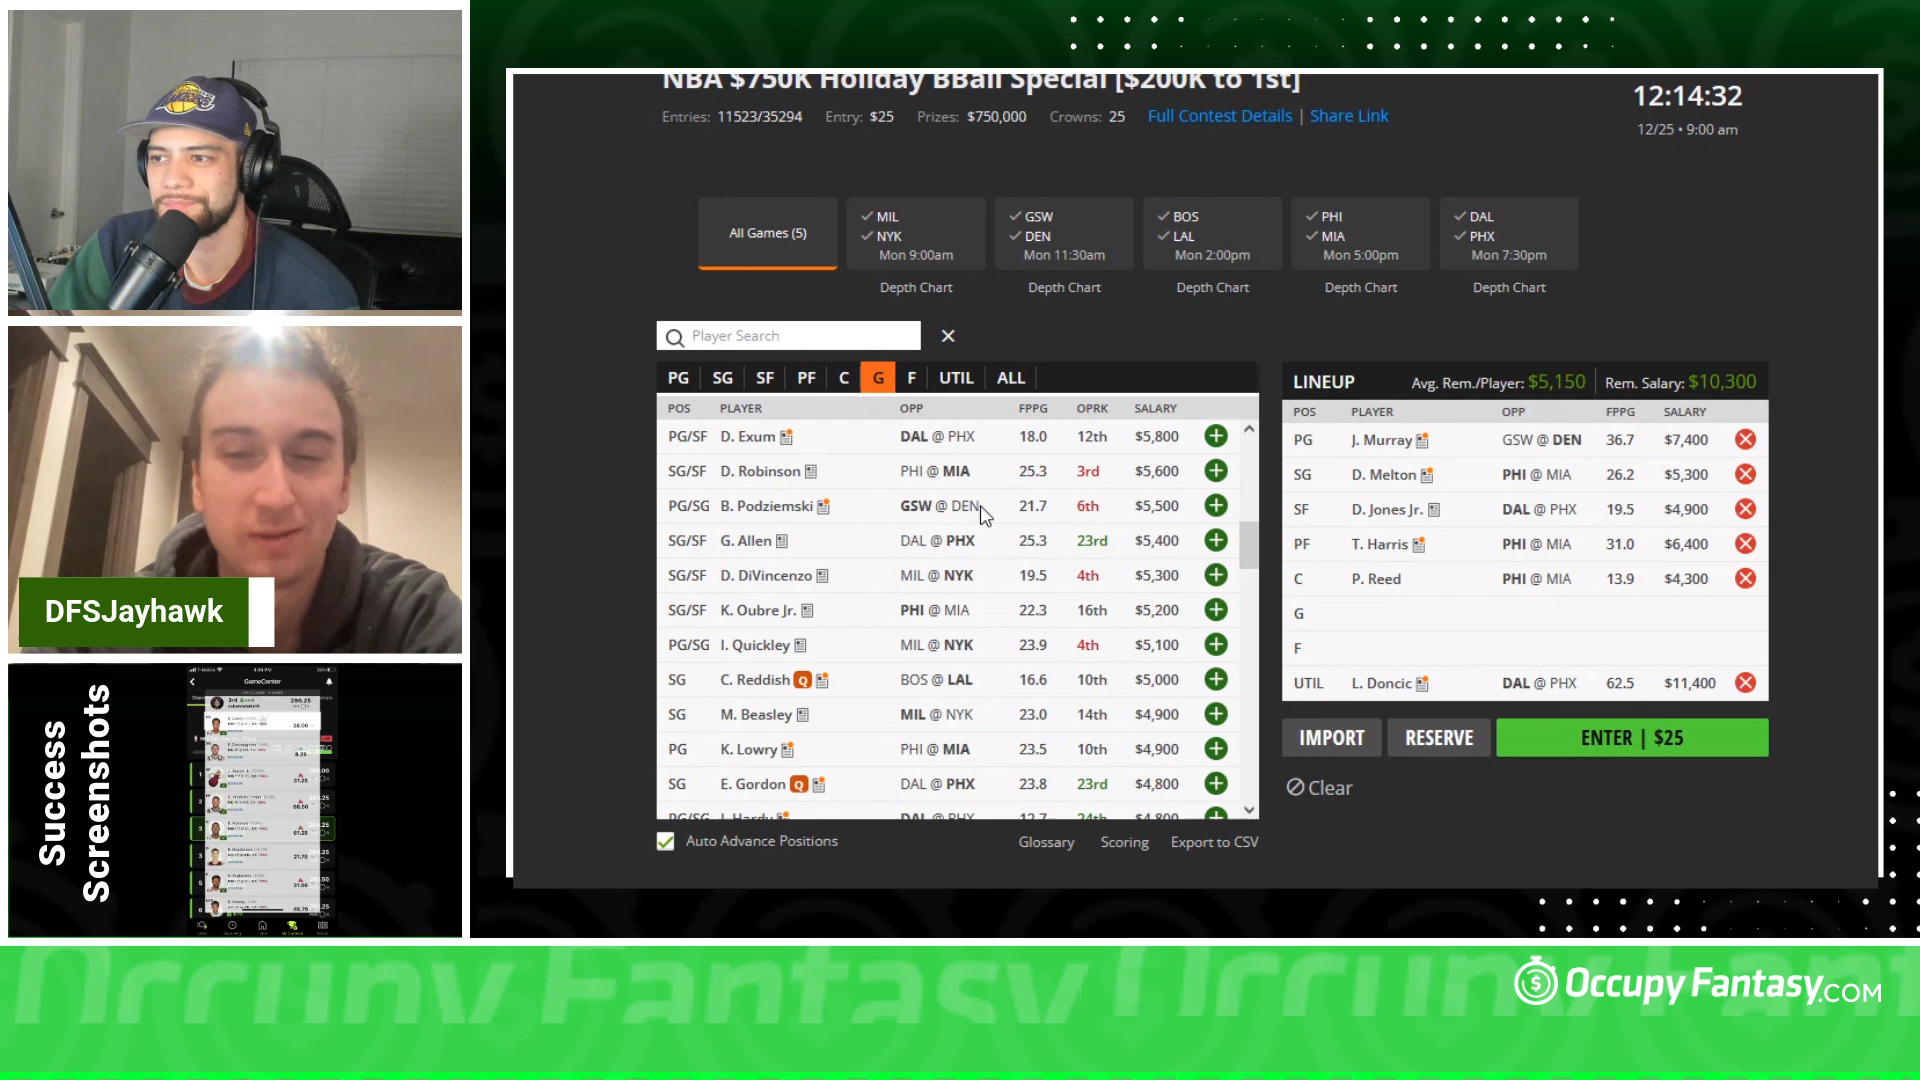 NBA $750K Holiday BBall Special [$200K to 1st]
Entries: 11523/35294 Entry: $25 Prizes: $750,000 Crowns: 25 Full Contest Details | Share Link
12:14:32
12/25 • 9:00 am
All Games (5)
MIL
NYK
Mon 9:00am
Depth Chart
GSW
DEN
Mon 11:30am
Depth Chart
BOS
LAL
Mon 2:00pm
Depth Chart
PHI
MIA
Mon 5:00pm
Depth Chart
DAL
PHX
Mon 7:30pm
Depth Chart
Player Search
PG SG SF PF C G F UTIL ALL
POS PLAYER OPP FPPG OPRK SALARY
PG/SF D. Exum DAL @ PHX 18.0 12th $5,800
SG/SF D. Robinson PHI @ MIA 25.3 3rd $5,600
PG/SG B. Podziemski GSW @ DEN 21.7 6th $5,500
SG/SF G. Allen DAL @ PHX 25.3 23rd $5,400
SG/SF D. DiVincenzo MIL @ NYK 19.5 4th $5,300
SG/SF K. Oubre Jr. PHI @ MIA 22.3 16th $5,200
PG/SG I. Quickley MIL @ NYK 23.9 4th $5,100
SG C. Reddish Q BOS @ LAL 16.6 10th $5,000
SG M. Beasley MIL @ NYK 23.0 14th $4,900
PG K. Lowry PHI @ MIA 23.5 10th $4,900
SG E. Gordon Q DAL @ PHX 23.8 23rd $4,800
PG/SG J. Hardy DAL @ PHX 12.7 24th $4,800
Auto Advance Positions
Glossary Scoring Export to CSV
LINEUP Avg. Rem./Player: $5,150 Rem. Salary: $10,300
POS PLAYER OPP FPPG SALARY
PG J. Murray GSW @ DEN 36.7 $7,400
SG D. Melton PHI @ MIA 26.2 $5,300
SF D. Jones Jr. DAL @ PHX 19.5 $4,900
PF T. Harris PHI @ MIA 31.0 $6,400
C P. Reed PHI @ MIA 13.9 $4,300
G
F
UTIL L. Doncic DAL @ PHX 62.5 $11,400
IMPORT RESERVE ENTER | $25
Clear
DFSJayhawk
Success
Screenshots
GameCenter
Occupy Fantasy Occupy
OccupyFantasy.COM